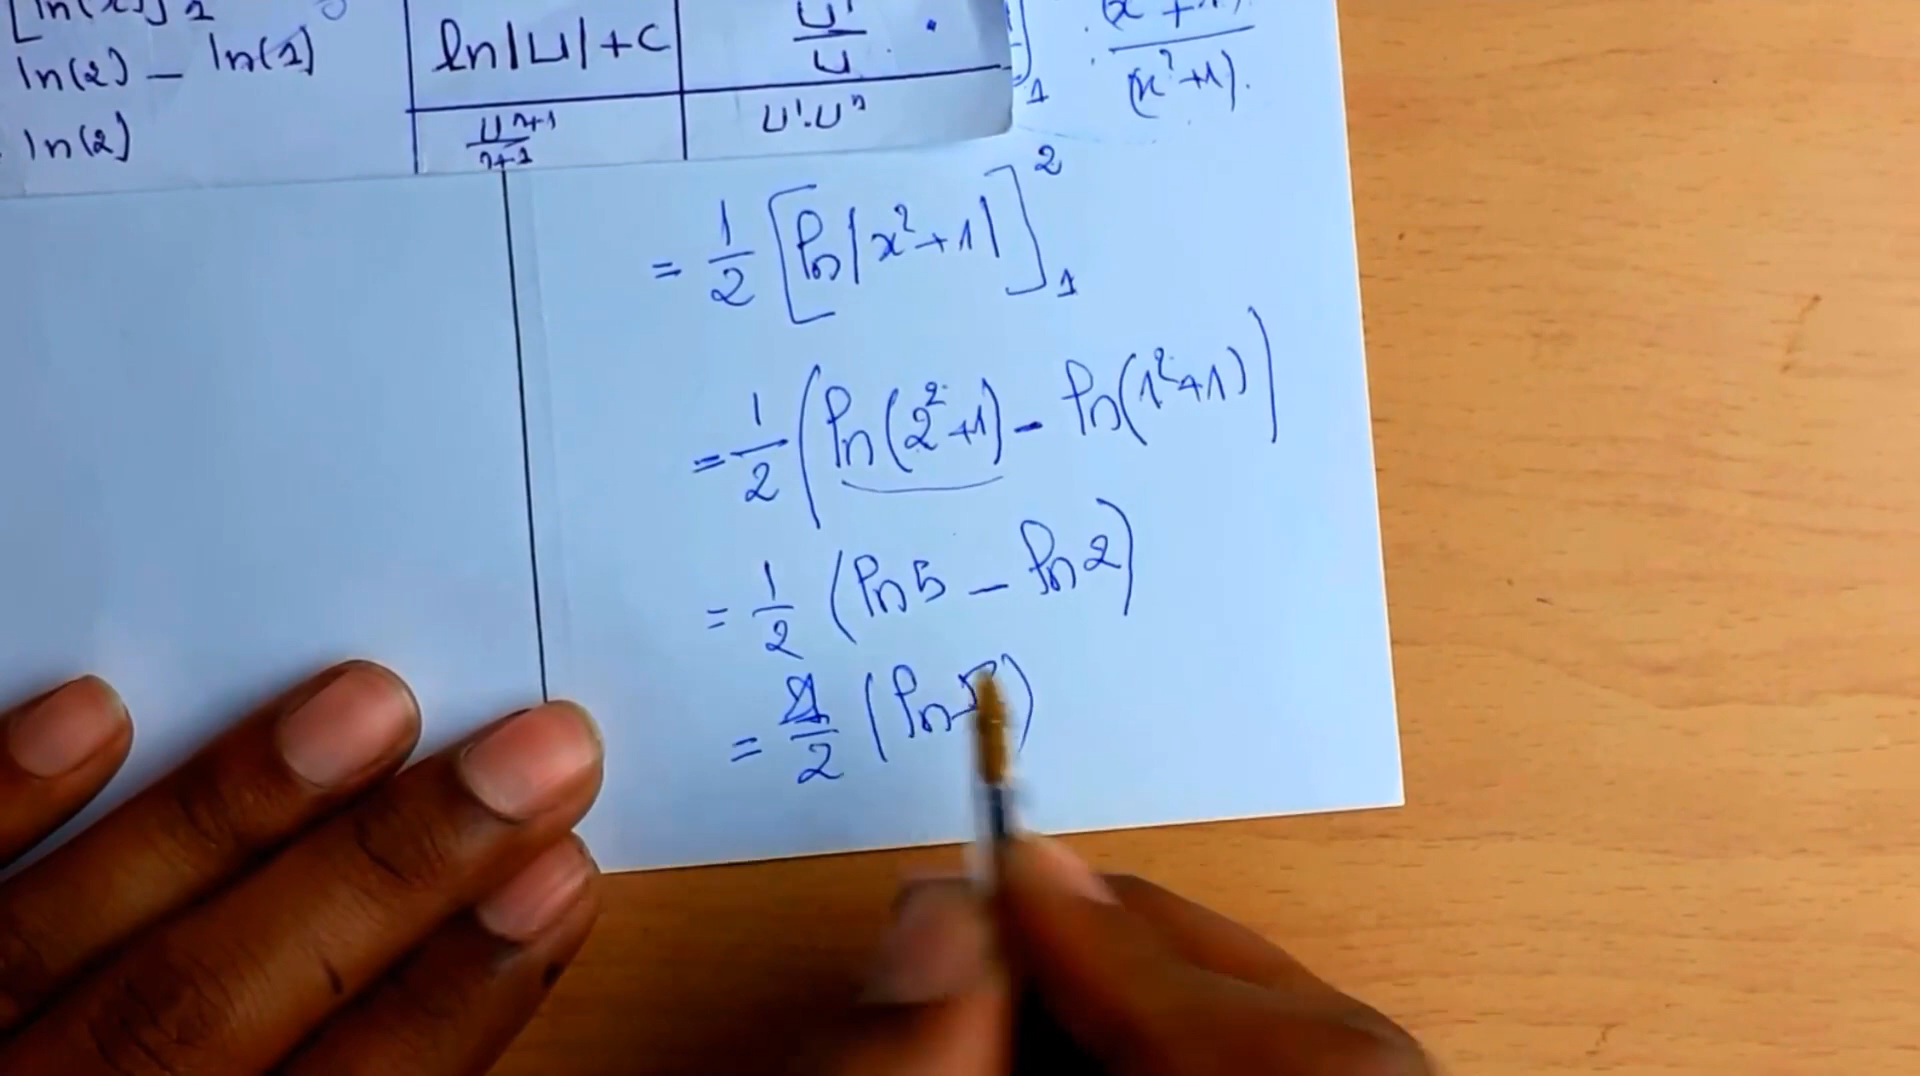 ln(2) – ln(1)
ln(2)
ln|U|+C
U'/U
U^(n+1)/(n+1)
U'.U^n
(x²+1).
= 1/2 [ln|x²+1|]₁²
= 1/2 (ln(2²+1) – ln(1²+1))
= 1/2 (ln5 – ln2)
= 1/2 (ln